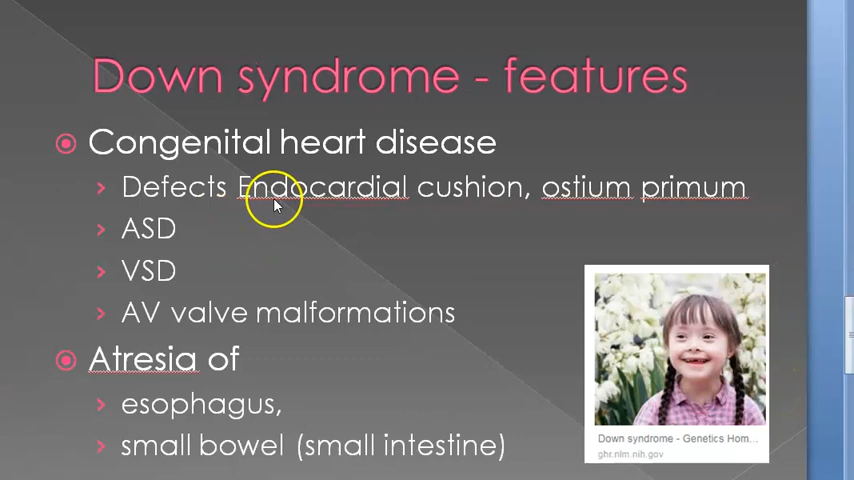 Down syndrome - features
Congenital heart disease
Defects Endocardial cushion, ostium primum
ASD
VSD
AV valve malformations
Atresia of
esophagus,
small bowel (small intestine)
Down syndrome - Genetics Hom...
ghr.nlm.nih.gov